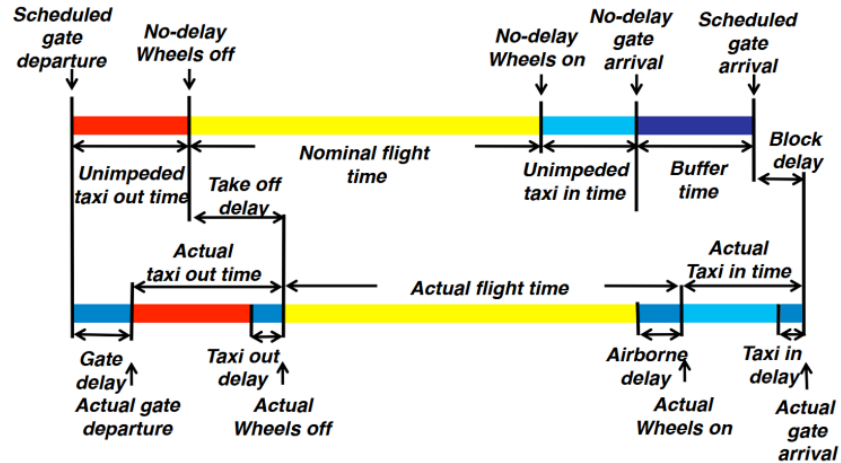 Scheduled
gate
departure
No-delay
Wheels off
No-delay
Wheels on
No-delay
gate
arrival
Scheduled
gate
arrival
Unimpeded
taxi out time
Nominal flight
time
Unimpeded
taxi in time
Buffer
time
Block
delay
Take off
delay
Actual
taxi out time
Actual flight time
Actual
Taxi in time
Gate
delay
Actual gate
departure
Taxi out
delay
Actual
Wheels off
Airborne
delay
Actual
Wheels on
Taxi in
delay
Actual
gate
arrival